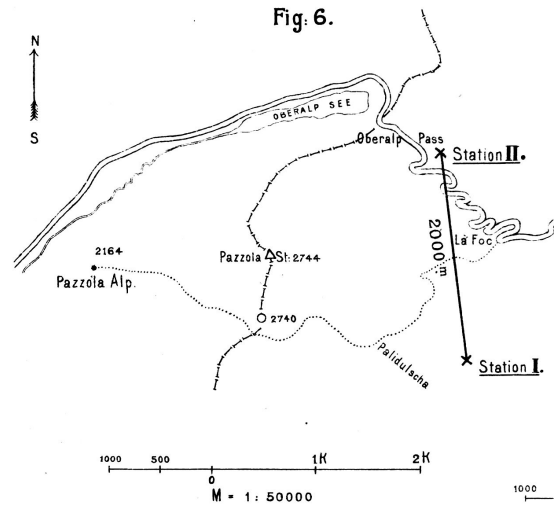 Fig: 6.
N
S
OBERALP SEE
Oberalp Pass
Station II.
2000 m
La Foc
2164
Pazzola Alp.
Pazzola St. 2744
2740
Palidulscha
Station I.
1000 500 0 1K 2K
M = 1 : 50000
1000